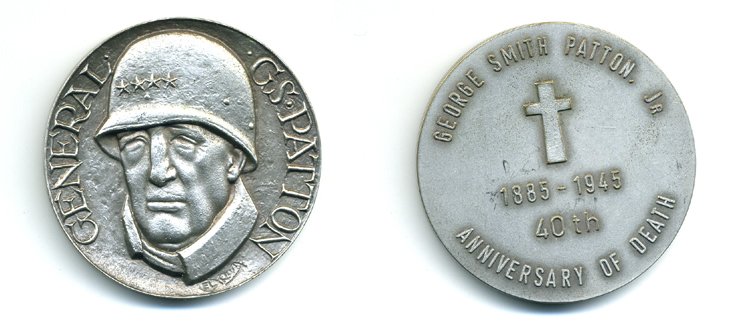 GENERAL
G.S. PATTON
GEORGE SMITH PATTON, JR
1885-1945
40th
ANNIVERSARY OF DEATH